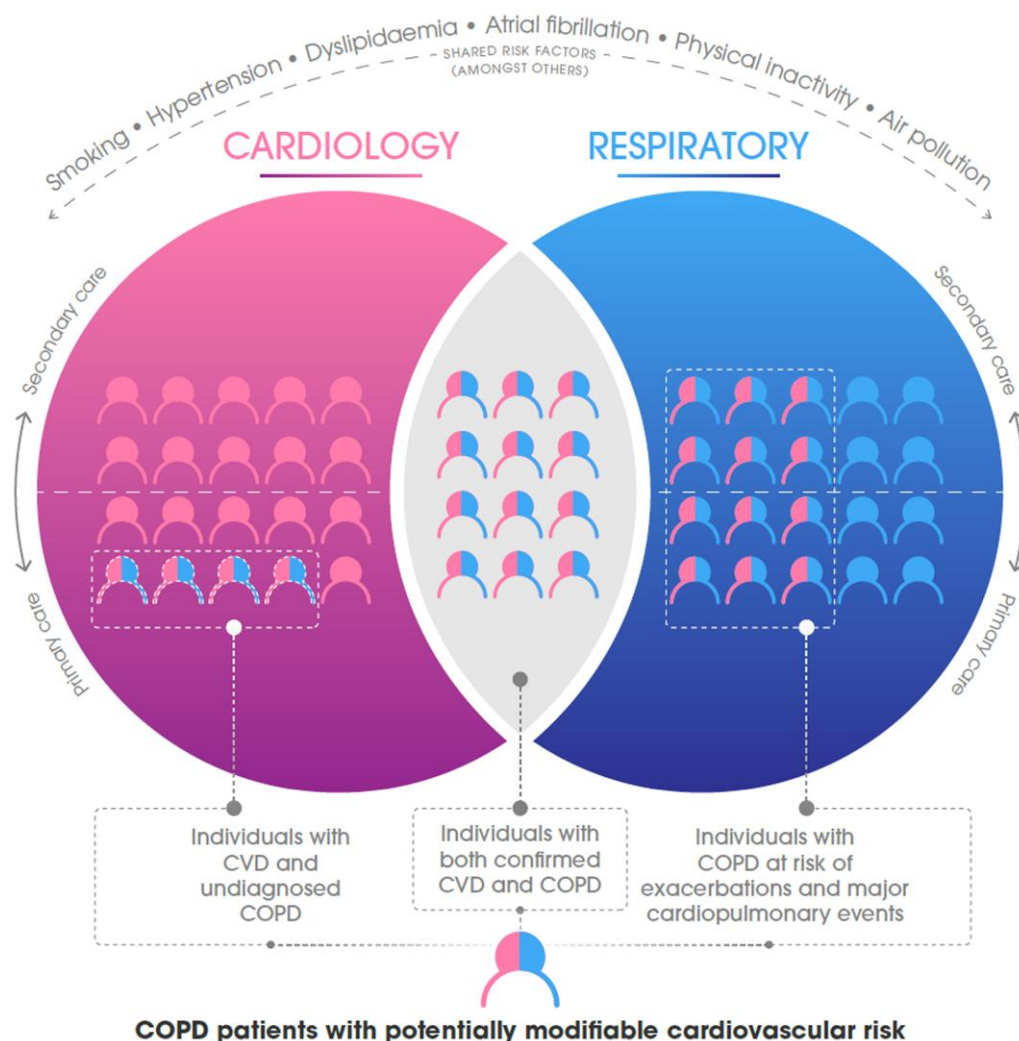 Smoking • Hypertension • Dyslipidaemia • Atrial fibrillation • Physical inactivity • Air pollution
SHARED RISK FACTORS
(AMONGST OTHERS)
CARDIOLOGY
RESPIRATORY
Secondary care
Secondary care
Primary care
Primary care
Individuals with
CVD and
undiagnosed
COPD
Individuals with
both confirmed
CVD and COPD
Individuals with
COPD at risk of
exacerbations and major
cardiopulmonary events
COPD patients with potentially modifiable cardiovascular risk